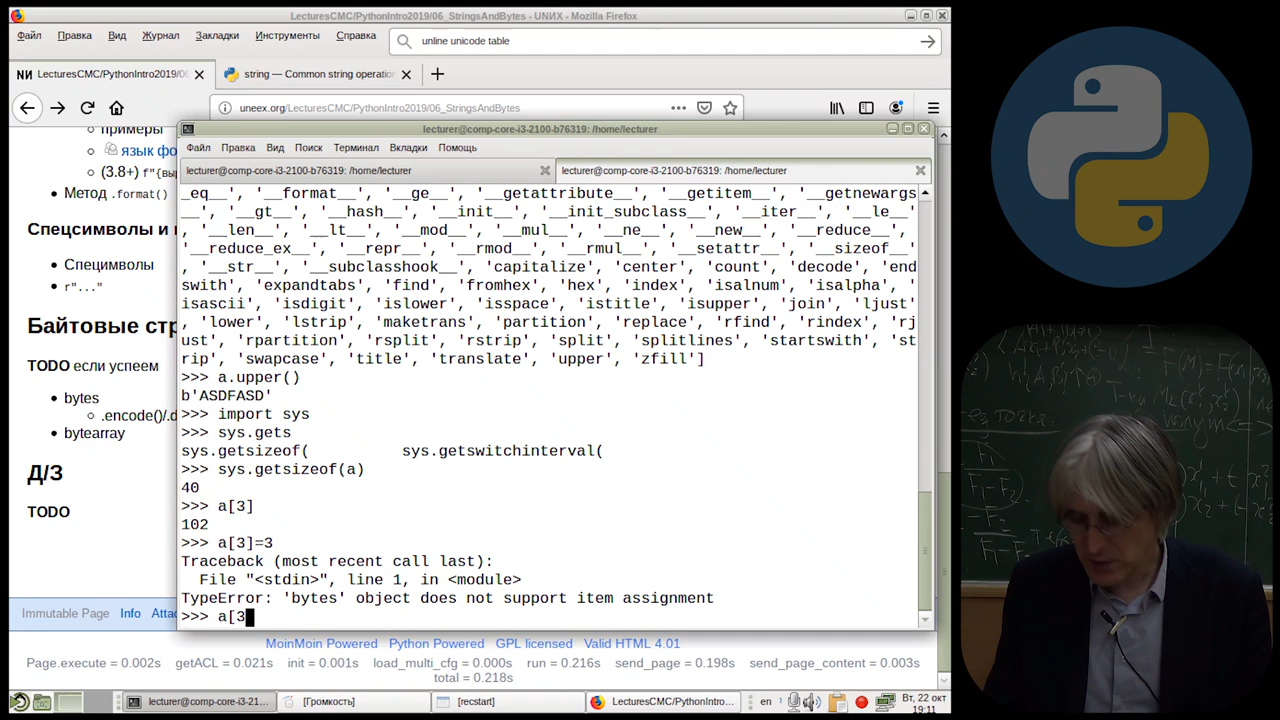 LecturesCMC/PythonIntro2019/06_StringsAndBytes - UNИX - Mozilla Firefox
Файл Правка Вид Журнал Закладки Инструменты Справка
unline unicode table
LecturesCMC/PythonIntro2019/06
string — Common string operation
uneex.org/LecturesCMC/PythonIntro2019/06_StringsAndBytes
примеры
язык фо
(3.8+) f"{выр
Метод .format()
Спецсимволы и
Специмволы
r"..."
Байтовые стр
TODO если успеем
bytes
.encode()/.d
bytearray
Д/З
TODO
lecturer@comp-core-i3-2100-b76319: /home/lecturer
Файл Правка Вид Поиск Терминал Вкладки Помощь
lecturer@comp-core-i3-2100-b76319: /home/lecturer
lecturer@comp-core-i3-2100-b76319: /home/lecturer
_eq__', '__format__', '__ge__', '__getattribute__', '__getitem__', '__getnewargs
__', '__gt__', '__hash__', '__init__', '__init_subclass__', '__iter__', '__le__'
, '__len__', '__lt__', '__mod__', '__mul__', '__ne__', '__new__', '__reduce__',
'__reduce_ex__', '__repr__', '__rmod__', '__rmul__', '__setattr__', '__sizeof__'
, '__str__', '__subclasshook__', 'capitalize', 'center', 'count', 'decode', 'end
swith', 'expandtabs', 'find', 'fromhex', 'hex', 'index', 'isalnum', 'isalpha', '
isascii', 'isdigit', 'islower', 'isspace', 'istitle', 'isupper', 'join', 'ljust'
, 'lower', 'lstrip', 'maketrans', 'partition', 'replace', 'rfind', 'rindex', 'rj
ust', 'rpartition', 'rsplit', 'rstrip', 'split', 'splitlines', 'startswith', 'st
rip', 'swapcase', 'title', 'translate', 'upper', 'zfill']
>>> a.upper()
b'ASDFASD'
>>> import sys
>>> sys.gets
sys.getsizeof( sys.getswitchinterval(
>>> sys.getsizeof(a)
40
>>> a[3]
102
>>> a[3]=3
Traceback (most recent call last):
File "<stdin>", line 1, in <module>
TypeError: 'bytes' object does not support item assignment
>>> a[3
Immutable Page Info Attac
MoinMoin Powered Python Powered GPL licensed Valid HTML 4.01
Page.execute = 0.002s getACL = 0.021s init = 0.001s load_multi_cfg = 0.000s run = 0.216s send_page = 0.198s send_page_content = 0.003s
total = 0.218s
lecturer@comp-core-i3-21...
[Громкость]
[recstart]
LecturesCMC/PythonIntro...
en
Вт, 22 окт
19:11